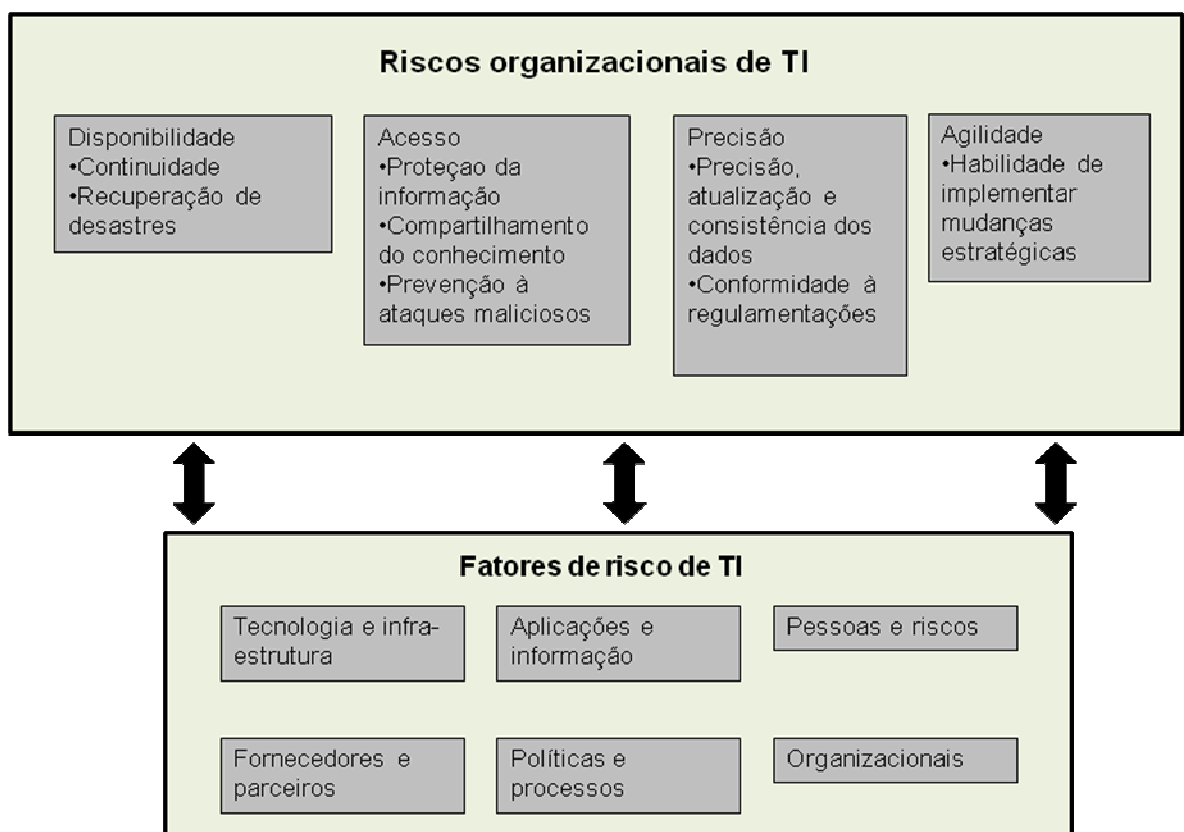 Riscos organizacionais de TI
Disponibilidade
•Continuidade
•Recuperação de
desastres
Acesso
•Proteçao da
informação
•Compartilhamento
do conhecimento
•Prevenção à
ataques maliciosos
Precisão
•Precisão,
atualização e
consistência dos
dados
•Conformidade à
regulamentações
Agilidade
•Habilidade de
implementar
mudanças
estratégicas
Fatores de risco de TI
Tecnologia e infra-
estrutura
Aplicações e
informação
Pessoas e riscos
Fornecedores e
parceiros
Políticas e
processos
Organizacionais